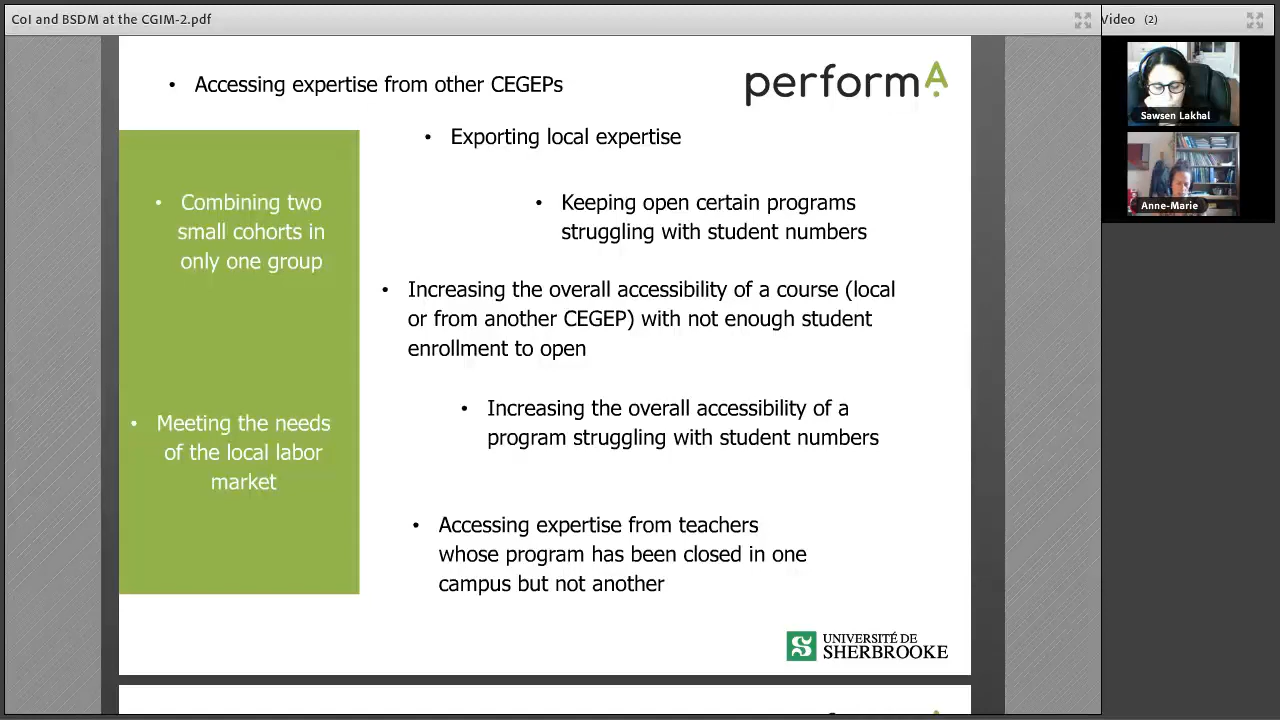 CoI and BSDM at the CGIM-2.pdf
Video (2)
• Accessing expertise from other CEGEPs
performA
• Exporting local expertise
• Combining two
small cohorts in
only one group
• Keeping open certain programs
struggling with student numbers
• Increasing the overall accessibility of a course (local
or from another CEGEP) with not enough student
enrollment to open
• Increasing the overall accessibility of a
program struggling with student numbers
• Meeting the needs
of the local labor
market
• Accessing expertise from teachers
whose program has been closed in one
campus but not another
UNIVERSITÉ DE
SHERBROOKE
Sawsen Lakhal
Anne-Marie